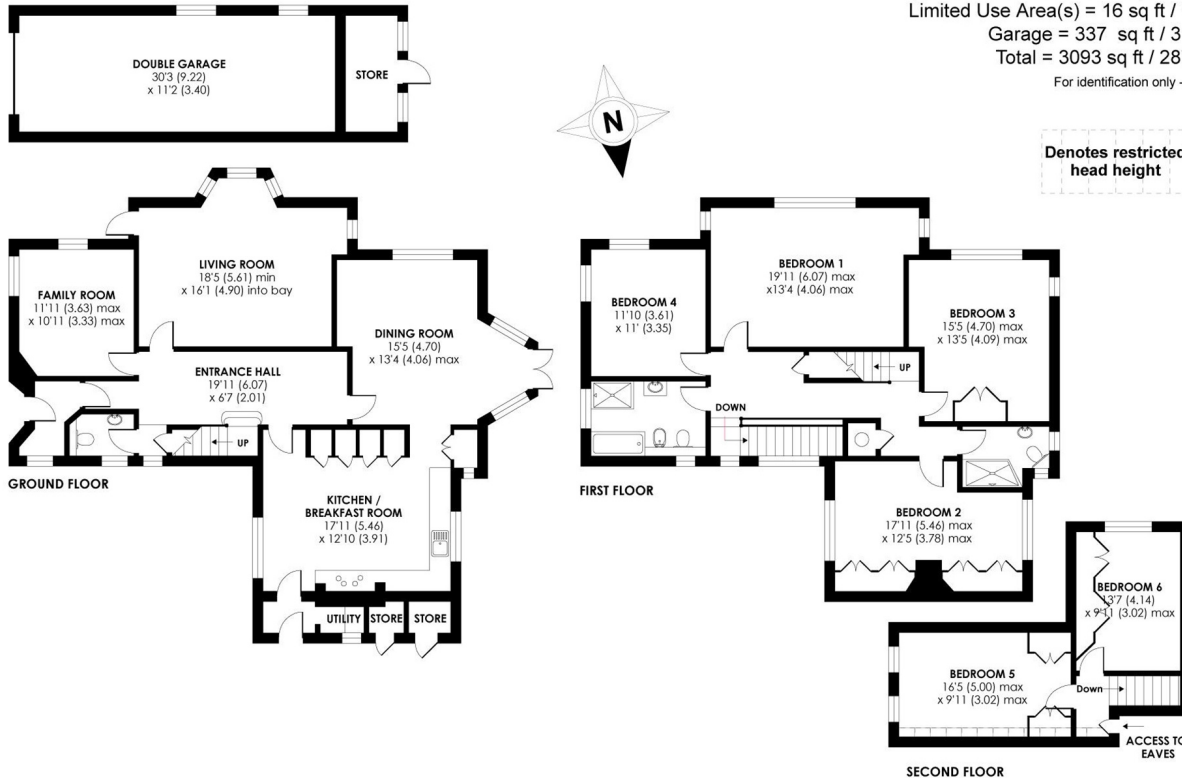 Limited Use Area(s) = 16 sq ft /
Garage = 337 sq ft / 3
Total = 3093 sq ft / 28
For identification only -
N
Denotes restricted
head height
DOUBLE GARAGE
30'3 (9.22)
x 11'2 (3.40)
STORE
LIVING ROOM
18'5 (5.61) min
x 16'1 (4.90) into bay
FAMILY ROOM
11'11 (3.63) max
x 10'11 (3.33) max
DINING ROOM
15'5 (4.70)
x 13'4 (4.06) max
ENTRANCE HALL
19'11 (6.07)
x 6'7 (2.01)
UP
KITCHEN /
BREAKFAST ROOM
17'11 (5.46)
x 12'10 (3.91)
UTILITY
STORE
STORE
GROUND FLOOR
BEDROOM 1
19'11 (6.07) max
x13'4 (4.06) max
BEDROOM 4
11'10 (3.61)
x 11' (3.35)
BEDROOM 3
15'5 (4.70) max
x 13'5 (4.09) max
UP
DOWN
BEDROOM 2
17'11 (5.46) max
x 12'5 (3.78) max
FIRST FLOOR
BEDROOM 6
13'7 (4.14)
x 9'11 (3.02) max
BEDROOM 5
16'5 (5.00) max
x 9'11 (3.02) max
Down
ACCESS TO
EAVES
SECOND FLOOR